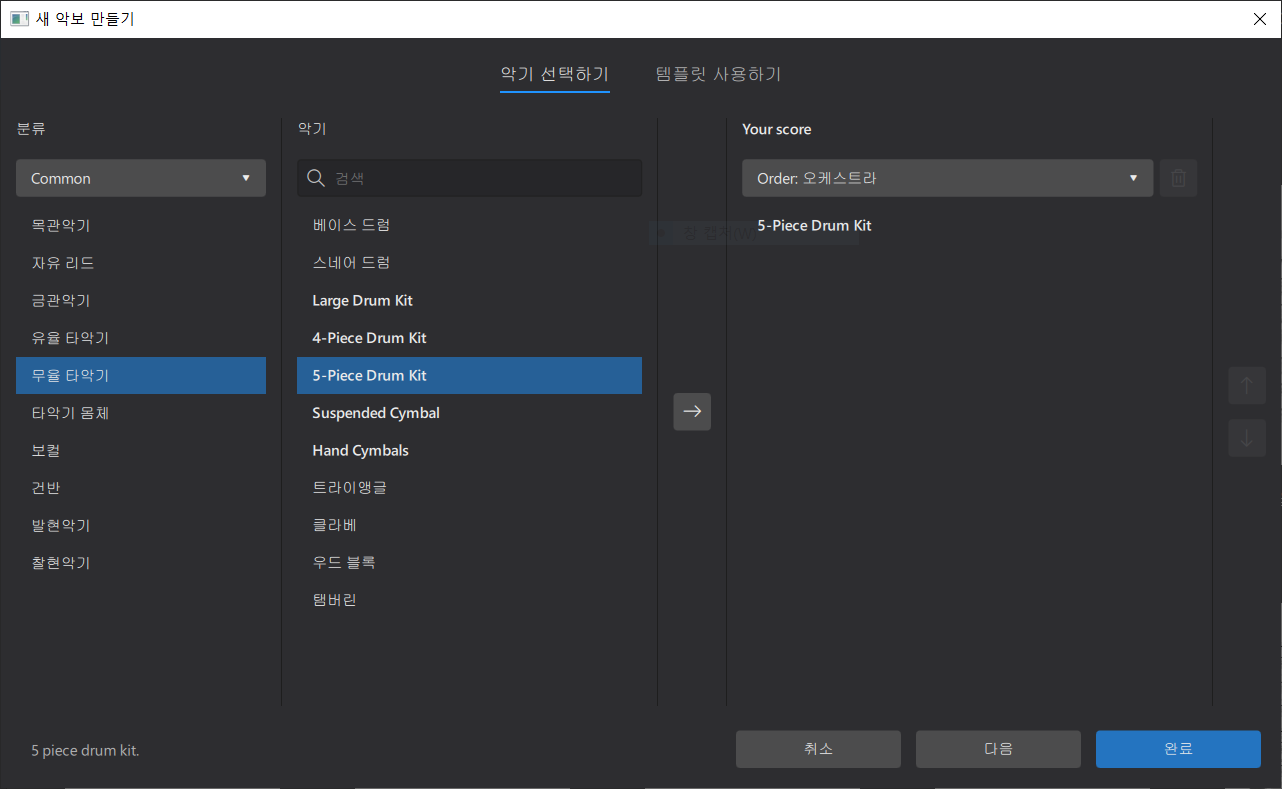 새 악보 만들기
악기 선택하기
템플릿 사용하기
분류
Common
목관악기
자유 리드
금관악기
유율 타악기
무율 타악기
타악기 몸체
보컬
건반
발현악기
찰현악기
악기
검색
베이스 드럼
스네어 드럼
Large Drum Kit
4-Piece Drum Kit
5-Piece Drum Kit
Suspended Cymbal
Hand Cymbals
트라이앵글
클라베
우드 블록
탬버린
Your score
Order: 오케스트라
5-Piece Drum Kit
5 piece drum kit.
취소
다음
완료